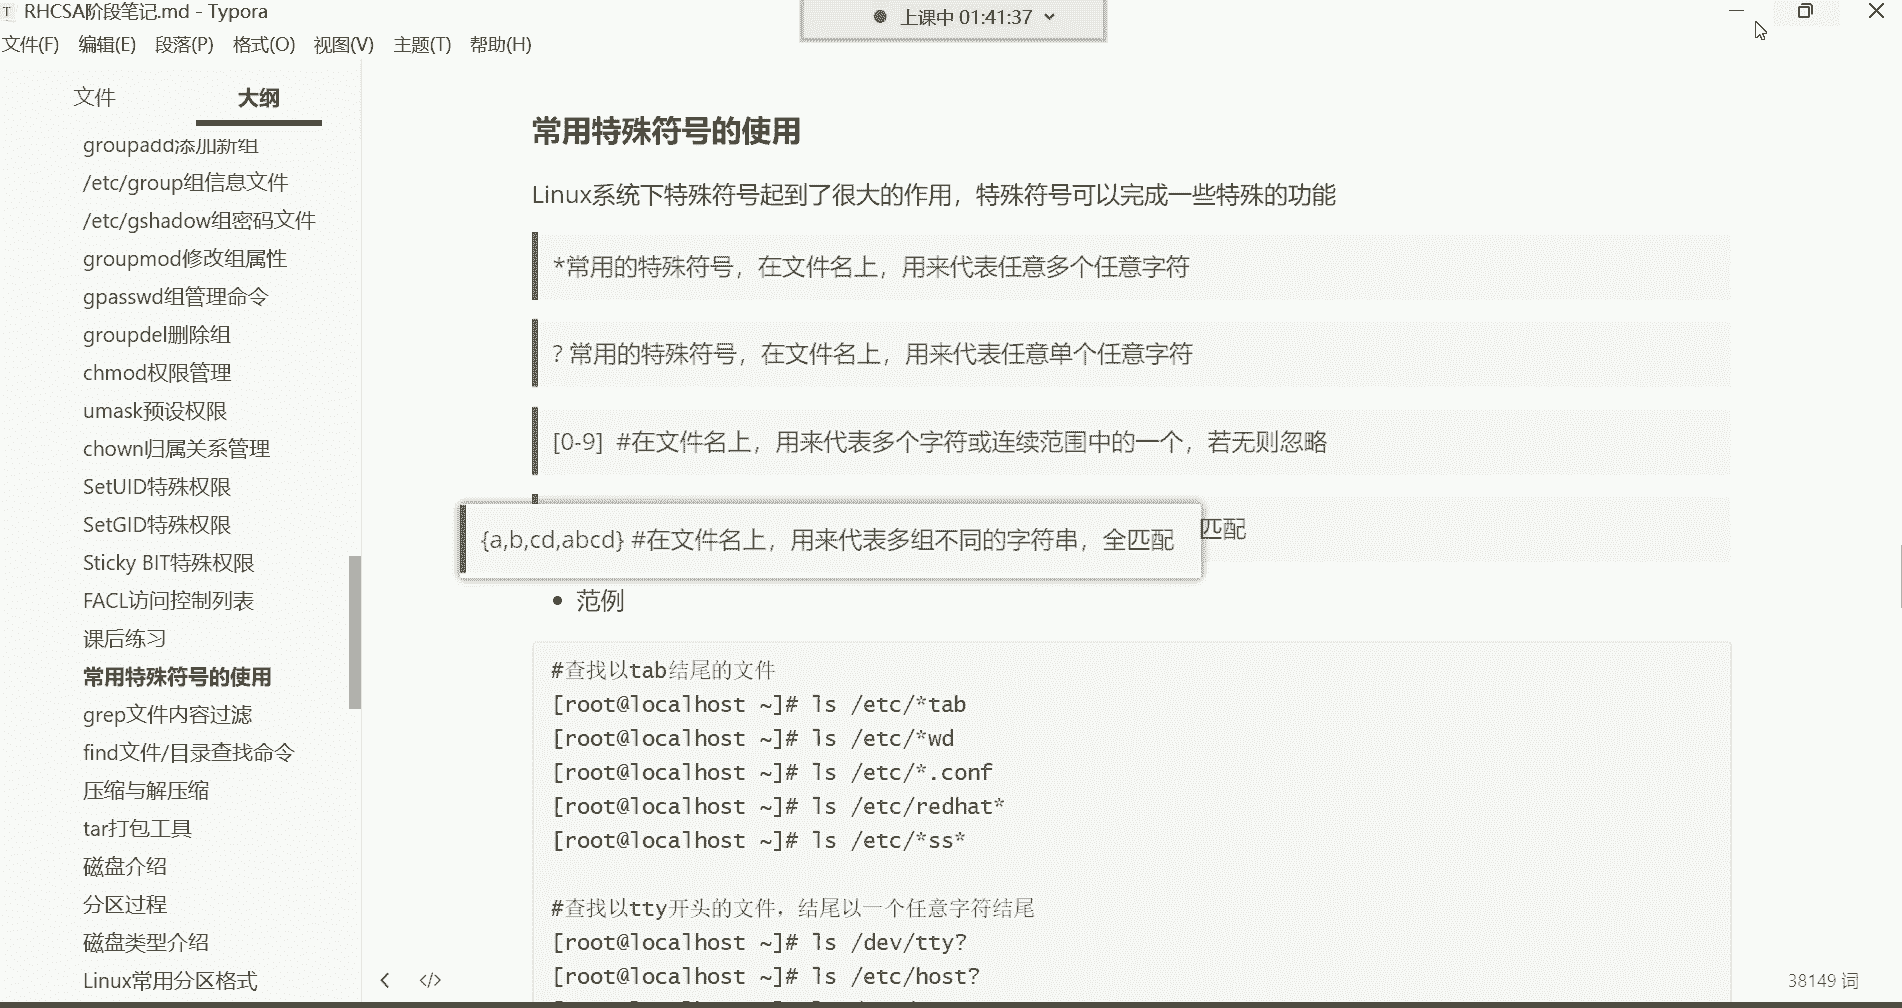 RHCSA阶段笔记.md - Typora
上课中 01:41:37
文件(F) 编辑(E) 段落(P) 格式(O) 视图(V) 主题(T) 帮助(H)
文件 大纲
groupadd添加新组
/etc/group组信息文件
/etc/gshadow组密码文件
groupmod修改组属性
gpasswd组管理命令
groupdel删除组
chmod权限管理
umask预设权限
chown归属关系管理
SetUID特殊权限
SetGID特殊权限
Sticky BIT特殊权限
FACL访问控制列表
课后练习
常用特殊符号的使用
grep文件内容过滤
find文件/目录查找命令
压缩与解压缩
tar打包工具
磁盘介绍
分区过程
磁盘类型介绍
Linux常用分区格式
常用特殊符号的使用
Linux系统下特殊符号起到了很大的作用，特殊符号可以完成一些特殊的功能
*常用的特殊符号，在文件名上，用来代表任意多个任意字符
? 常用的特殊符号，在文件名上，用来代表任意单个任意字符
[0-9] #在文件名上，用来代表多个字符或连续范围中的一个，若无则忽略
{a,b,cd,abcd} #在文件名上，用来代表多组不同的字符串，全匹配
匹配
• 范例
#查找以tab结尾的文件
[root@localhost ~]# ls /etc/*tab
[root@localhost ~]# ls /etc/*wd
[root@localhost ~]# ls /etc/*.conf
[root@localhost ~]# ls /etc/redhat*
[root@localhost ~]# ls /etc/*ss*
#查找以tty开头的文件，结尾以一个任意字符结尾
[root@localhost ~]# ls /dev/tty?
[root@localhost ~]# ls /etc/host?
</> 38149 词